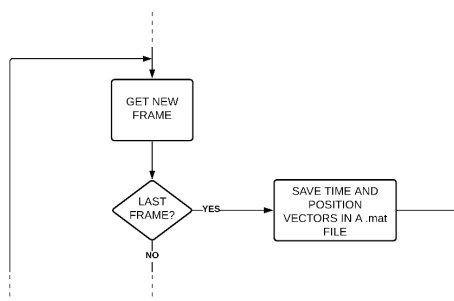 GET NEW
FRAME
LAST
FRAME?
YES
SAVE TIME AND
POSITION
VECTORS IN A .mat
FILE
NO